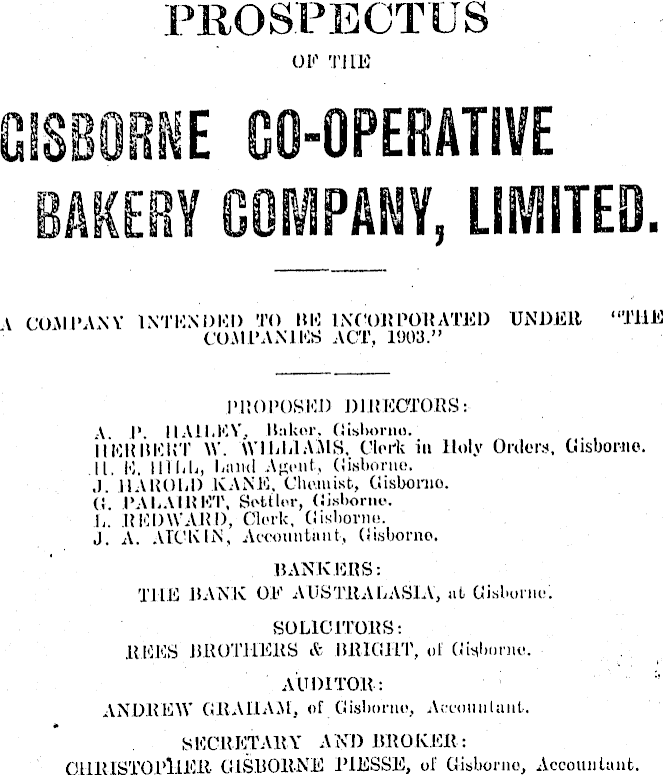 PROSPECTUS
OF THE
GISBORNE CO-OPERATIVE
BAKERY COMPANY, LIMITED.
A COMPANY INTENDED TO BE INCORPORATED UNDER "THE
COMPANIES ACT, 1903."
PROPOSED DIRECTORS:
A. P. HAILEY, Baker, Gisborne.
HERBERT W. WILLIAMS, Clerk in Holy Orders, Gisborne.
H. E. HILL, Land Agent, Gisborne.
J. HAROLD KANE, Chemist, Gisborne.
G. PALAIRET, Settler, Gisborne.
L. REDWARD, Clerk, Gisborne.
J. A. AICKIN, Accountant, Gisborne.
BANKERS:
THE BANK OF AUSTRALASIA, at Gisborne.
SOLICITORS:
REES BROTHERS & BRIGHT, of Gisborne.
AUDITOR:
ANDREW GRAHAM, of Gisborne, Accountant.
SECRETARY AND BROKER:
CHRISTOPHER GISBORNE PIESSE, of Gisborne, Accountant.